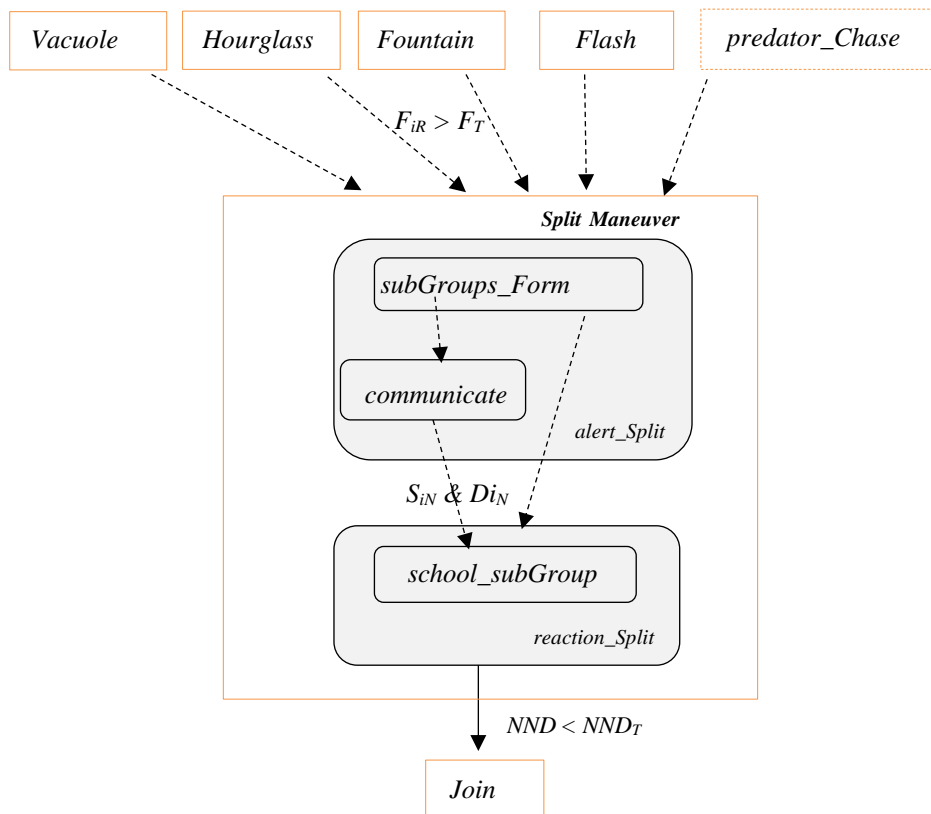 Vacuole Hourglass Fountain Flash predator_Chase
FiR > FT
Split Maneuver
subGroups_Form
communicate
alert_Split
SiN & DiN
school_subGroup
reaction_Split
NND < NNDT
Join